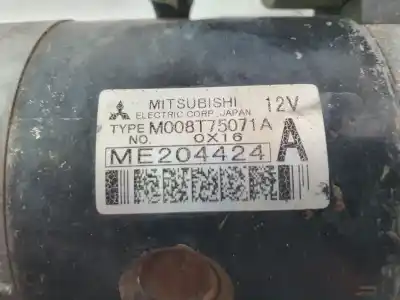 MITSUBISHI 12V
ELECTRIC CORP. JAPAN
TYPE M008T75071A
NO. 0X16
ME204424 A